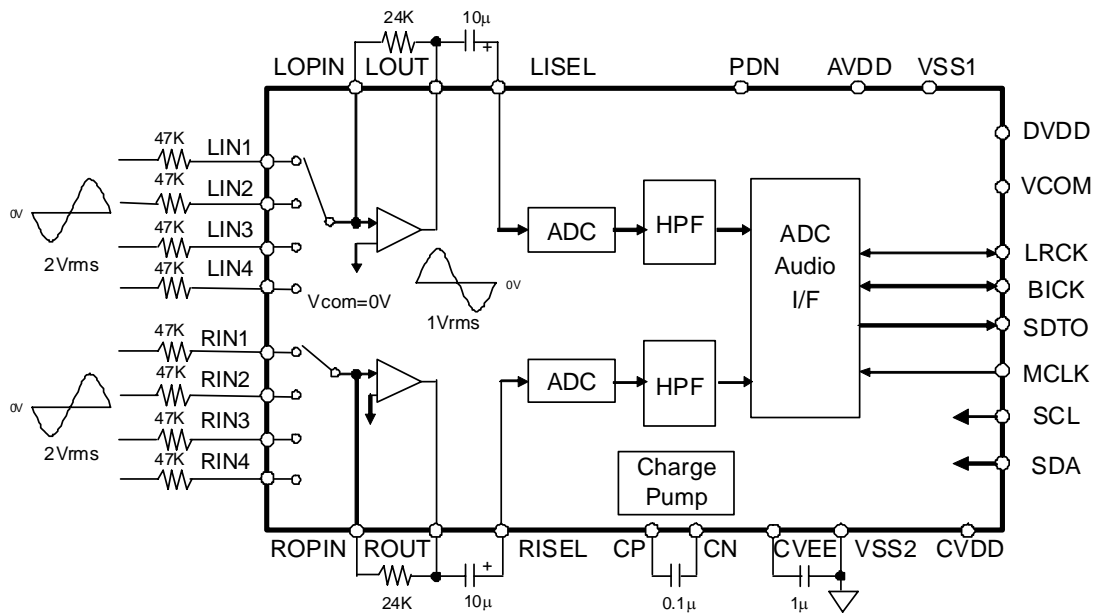 24K
10μ
+
LOPIN
LOUT
LISEL
PDN
AVDD
VSS1
47K
LIN1
47K
LIN2
0V
47K
LIN3
2Vrms
47K
LIN4
Vcom=0V
0V
1Vrms
ADC
HPF
ADC
Audio
I/F
DVDD
VCOM
LRCK
BICK
SDTO
MCLK
SCL
SDA
47K
RIN1
47K
RIN2
0V
47K
RIN3
2Vrms
47K
RIN4
ADC
HPF
Charge
Pump
ROPIN
ROUT
RISEL
CP
CN
CVEE
VSS2
CVDD
24K
+
10μ
0.1μ
1μ